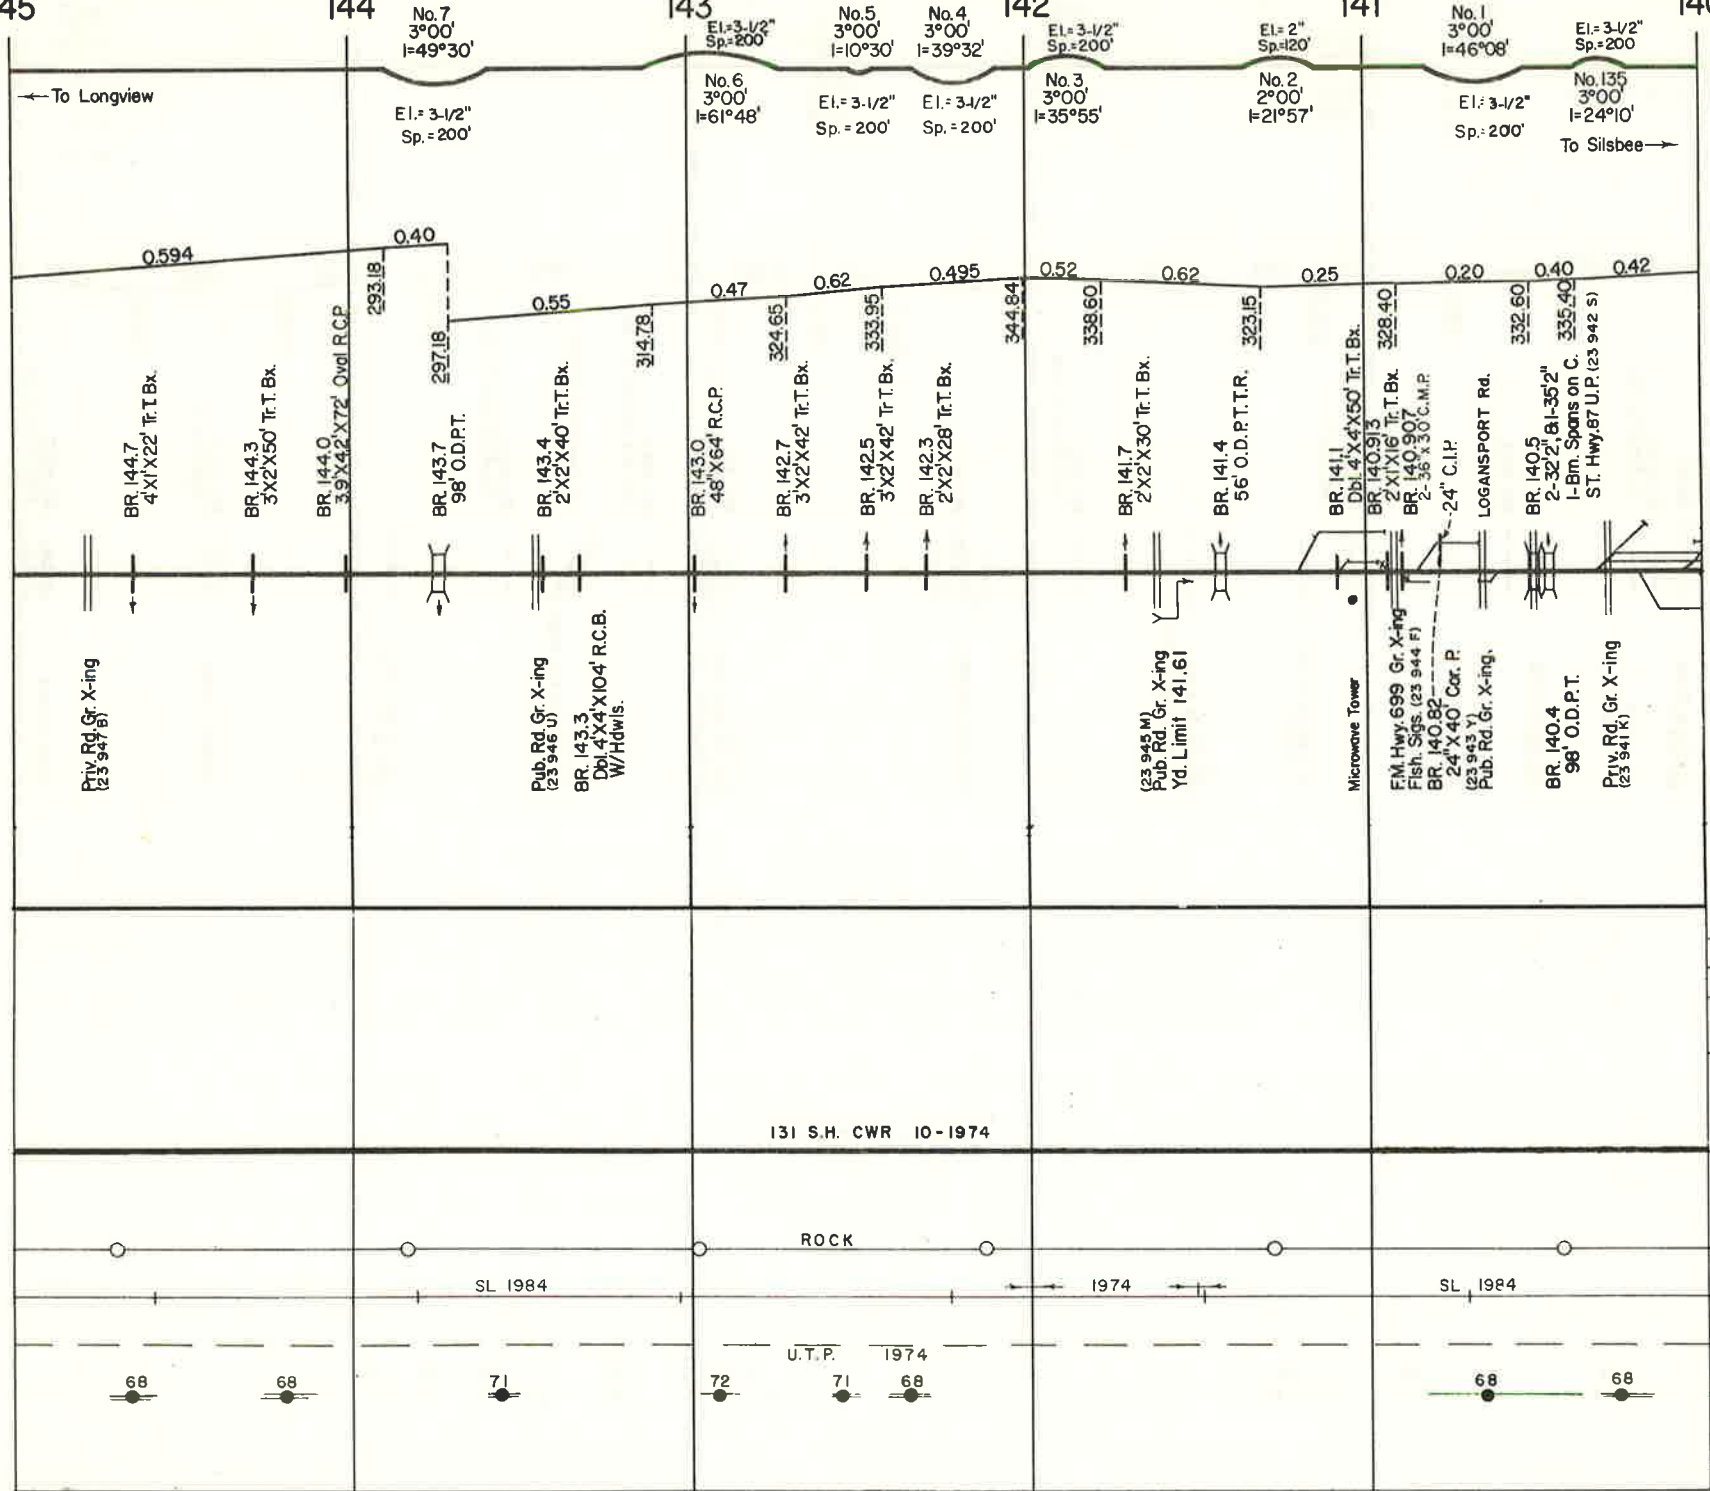 45
144
143
142
141
140
No.7
3°00'
I=49°30'
El.=3-1/2"
Sp.=200'
No.5
3°00'
I=10°30'
No.4
3°00'
I=39°32'
El.=3-1/2"
Sp.=200'
El.=2"
Sp.=120'
No.1
3°00'
I=46°08'
El.=3-1/2"
Sp.=200
←To Longview
El.=3-1/2"
Sp.=200'
No.6
3°00'
I=61°48'
El.=3-1/2"
Sp.=200'
El.=3-1/2"
Sp.=200'
No.3
3°00'
I=35°55'
No.2
2°00'
I=21°57'
El.=3-1/2"
Sp.=200'
No.135
3°00'
I=24°10'
To Silsbee→
0.594
0.40
0.55
0.47
0.62
0.495
0.52
0.62
0.25
0.20
0.40
0.42
293.18
297.18
314.78
324.65
333.95
344.84
338.60
323.15
328.40
332.60
335.40
BR. 144.7
4'X1'X22' Tr.T.Bx.
BR. 144.3
3'X2'X50' Tr.T.Bx.
BR. 144.0
3.9'X4.2'X72' Oval R.C.P.
BR. 143.7
98' O.D.P.T.
BR. 143.4
2'X2'X40' Tr.T.Bx.
BR. 143.0
48"X64' R.C.P.
BR. 142.7
3'X2'X42' Tr.T.Bx.
BR. 142.5
3'X2'X42' Tr.T.Bx.
BR. 142.3
2'X2'X28' Tr.T.Bx.
BR. 141.7
2'X2'X30' Tr.T.Bx.
BR. 141.4
56' O.D.P.T.T.R.
BR. 141.1
Dbl. 4'X4'X50' Tr.T.Bx.
BR. 140.913
2'X1'X16' Tr.T.Bx.
BR. 140.907
2-36"X30' C.M.P.
24" C.I.P.
LOGANSPORT Rd.
BR. 140.5
2-32'2", &1-35'2"
1-Bm. Spans on C.
ST. Hwy.87 U.P. (23 942 S)
Priv. Rd. Gr. X-ing
(23 947 B)
Pub. Rd. Gr. X-ing
(23 946 U)
BR. 143.3
Dbl. 4'X4'X104' R.C.B.
W/Hdwls.
(23 945 M)
Pub. Rd. Gr. X-ing
Yd. Limit 141.61
Microwave Tower
F.M. Hwy. 699 Gr. X-ing
Flsh. Sigs. (23 944 F)
BR. 140.82
24"X40' Cor. P.
(23 943 Y)
Pub. Rd. Gr. X-ing.
BR. 140.4
98' O.D.P.T.
Priv. Rd. Gr. X-ing
(23 941 K)
131 S.H. CWR 10-1974
ROCK
SL 1984
1974
SL 1984
U.T.P. 1974
68
68
71
72
71
68
68
68